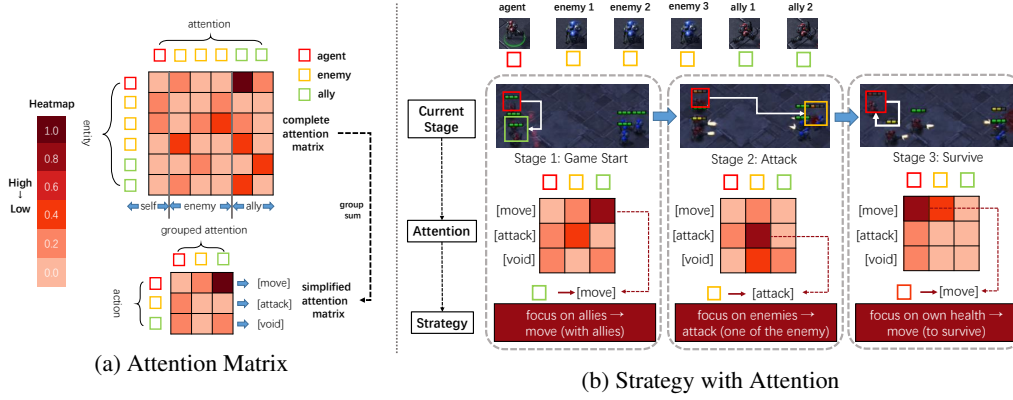 attention
agent
enemy
ally
Heatmap
1.0
0.8
0.6
0.4
0.2
0.0
High
↓
Low
entity
complete
attention
matrix
self
enemy
ally
group
sum
grouped attention
action
[move]
[attack]
[void]
simplified
attention
matrix
(a) Attention Matrix
agent
enemy 1
enemy 2
enemy 3
ally 1
ally 2
Current
Stage
Attention
Strategy
Stage 1: Game Start
[move]
[attack]
[void]
→[move]
focus on allies →
move (with allies)
Stage 2: Attack
[move]
[attack]
[void]
→[attack]
focus on enemies →
attack (one of the enemy)
Stage 3: Survive
[move]
[attack]
[void]
→[move]
focus on own health →
move (to survive)
(b) Strategy with Attention